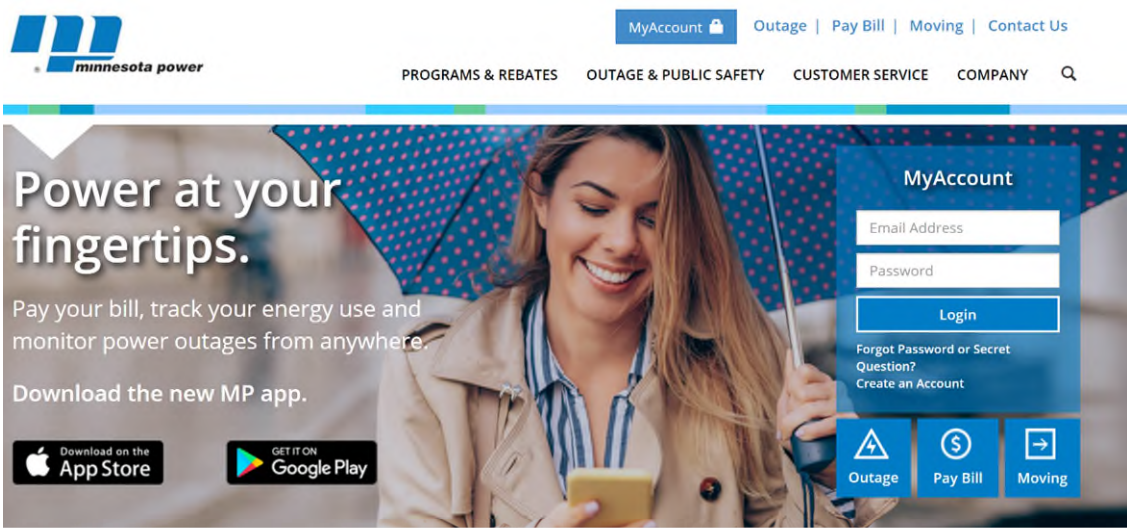 minnesota power
MyAccount
Outage | Pay Bill | Moving | Contact Us
PROGRAMS & REBATES OUTAGE & PUBLIC SAFETY CUSTOMER SERVICE COMPANY
Power at your
fingertips.
Pay your bill, track your energy use and
monitor power outages from anywhere.
Download the new MP app.
Download on the
App Store
GET IT ON
Google Play
MyAccount
Email Address
Password
Login
Forgot Password or Secret
Question?
Create an Account
Outage
Pay Bill
Moving